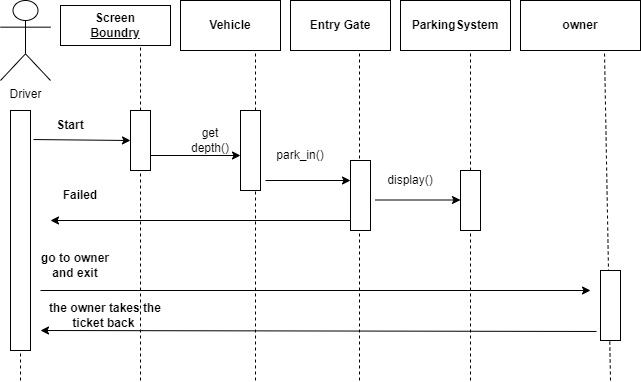 Screen
Boundry
Vehicle
Entry Gate
ParkingSystem
owner
Driver
Start
get
depth()
park_in()
display()
Failed
go to owner
and exit
the owner takes the
ticket back